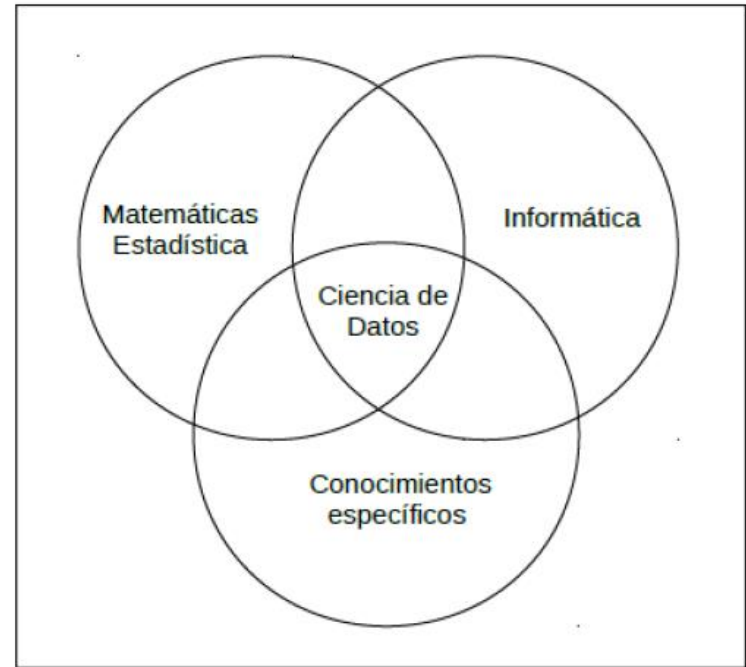 Matemáticas
Estadística
Informática
Ciencia de
Datos
Conocimientos
específicos